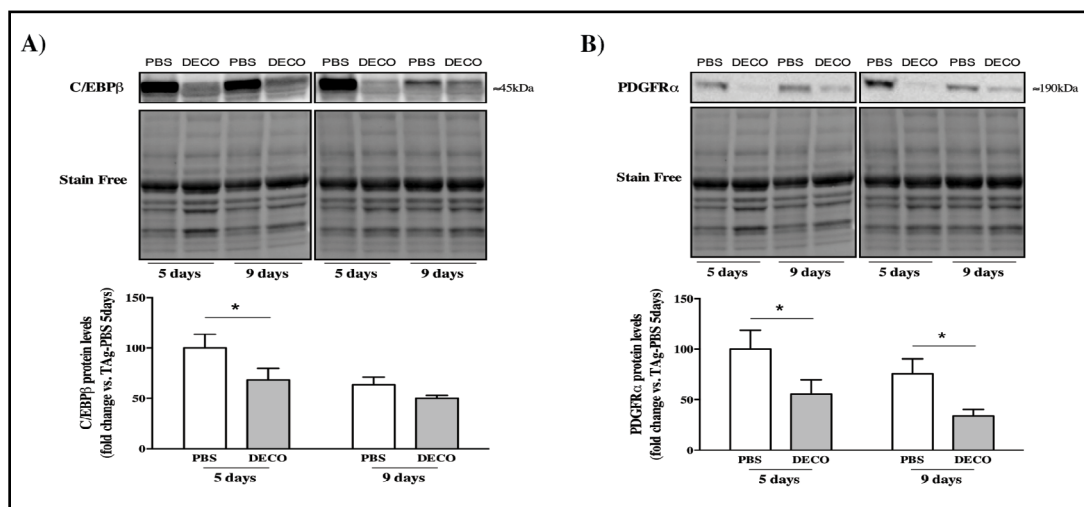 A)
PBS DECO PBS DECO PBS DECO PBS DECO
C/EBPβ
≈45kDa
Stain Free
5 days 9 days 5 days 9 days
C/EBPβ protein levels
(fold change vs. TAg-PBS 5days)
150
100
50
0
*
PBS DECO PBS DECO
5 days 9 days
B)
PBS DECO PBS DECO PBS DECO PBS DECO
PDGFRα
≈190kDa
Stain Free
5 days 9 days 5 days 9 days
PDGFRα protein levels
(fold change vs. TAg-PBS 5days)
150
100
50
0
*
*
PBS DECO PBS DECO
5 days 9 days